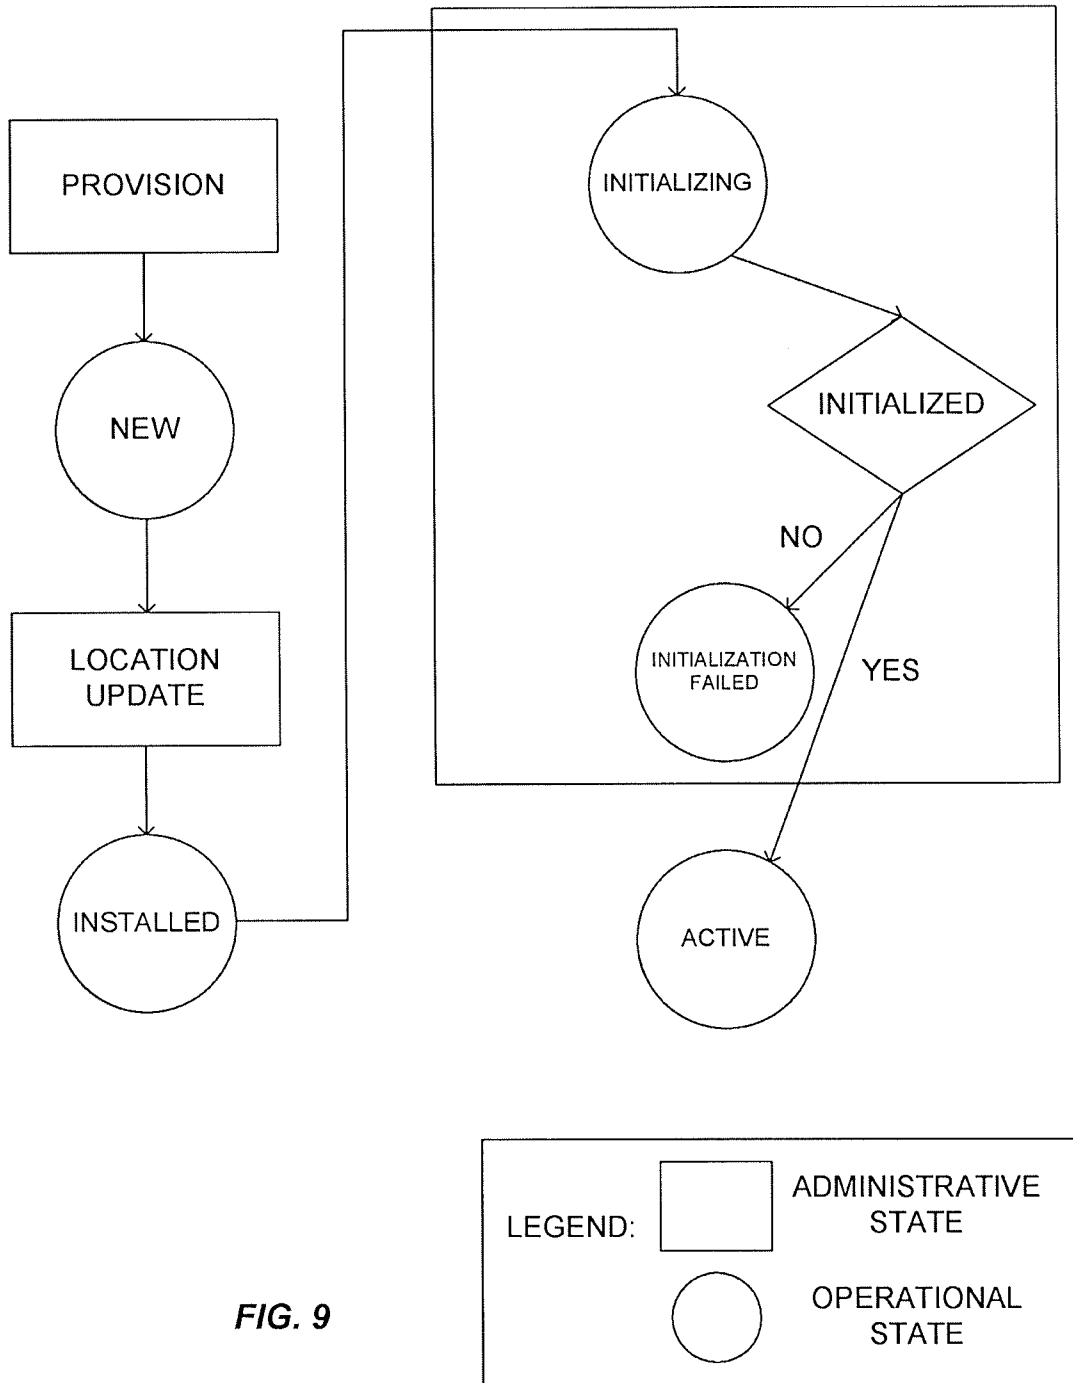 PROVISION
NEW
LOCATION
UPDATE
INSTALLED
INITIALIZING
INITIALIZED
NO
YES
INITIALIZATION
FAILED
ACTIVE
LEGEND:
ADMINISTRATIVE
STATE
OPERATIONAL
STATE
FIG. 9